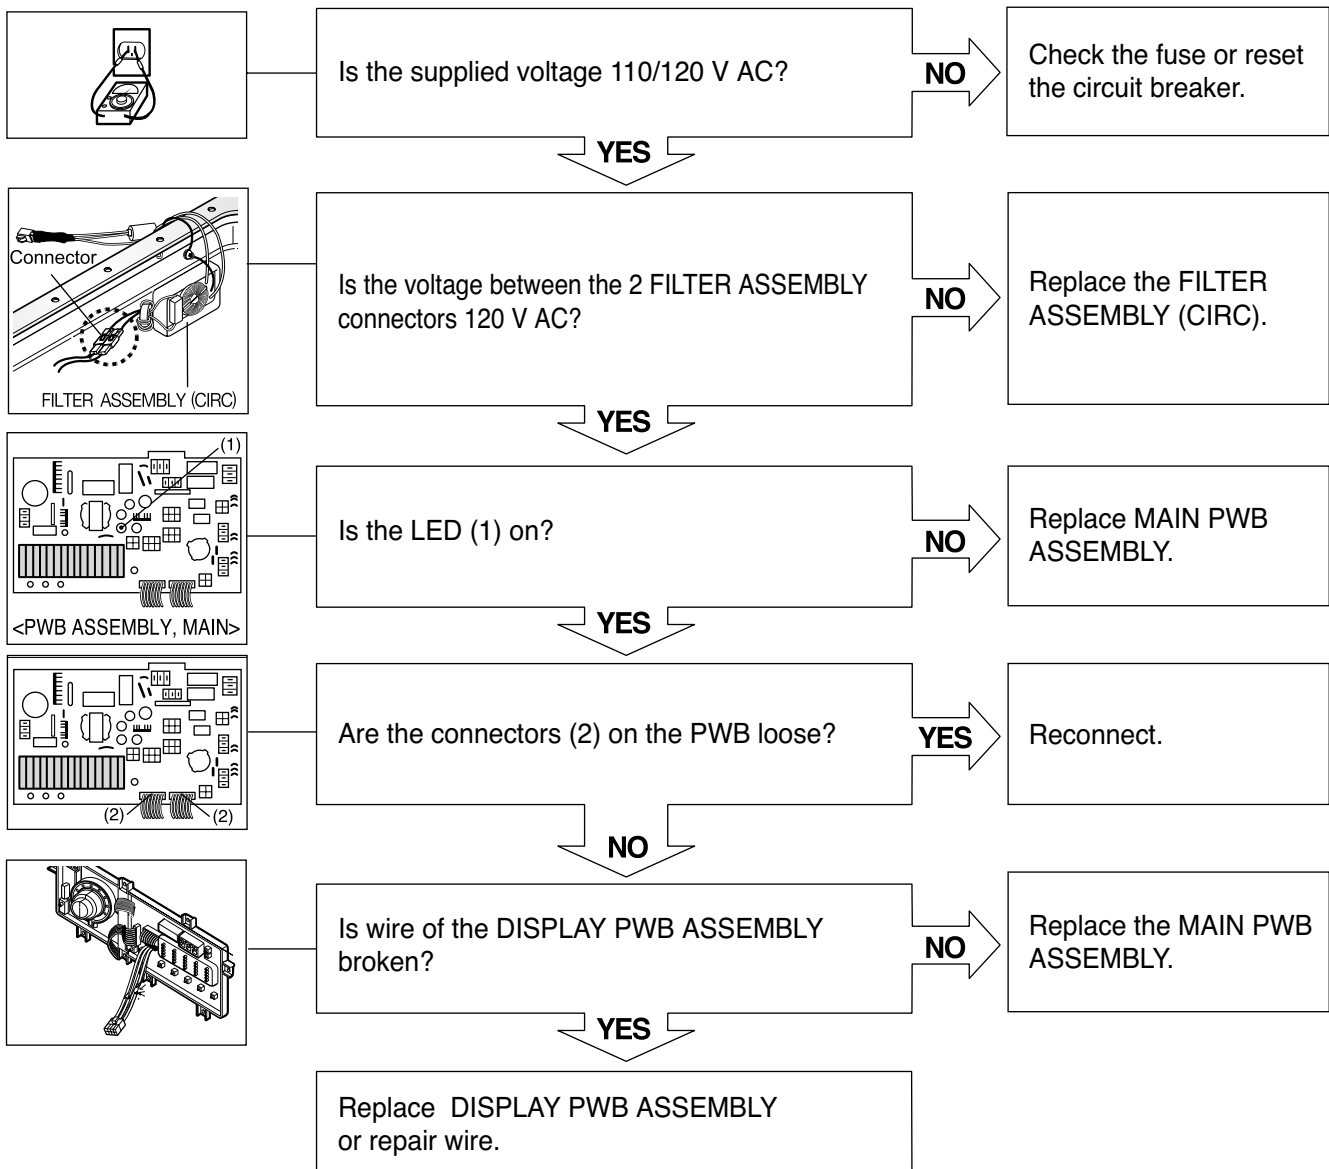 Is the supplied voltage 110/120 V AC?
NO
Check the fuse or reset
the circuit breaker.
YES
Connector
FILTER ASSEMBLY (CIRC)
Is the voltage between the 2 FILTER ASSEMBLY
connectors 120 V AC?
NO
Replace the FILTER
ASSEMBLY (CIRC).
YES
(1)
<PWB ASSEMBLY, MAIN>
Is the LED (1) on?
NO
Replace MAIN PWB
ASSEMBLY.
YES
(2)
(2)
Are the connectors (2) on the PWB loose?
YES
Reconnect.
NO
Is wire of the DISPLAY PWB ASSEMBLY
broken?
NO
Replace the MAIN PWB
ASSEMBLY.
YES
Replace DISPLAY PWB ASSEMBLY
or repair wire.